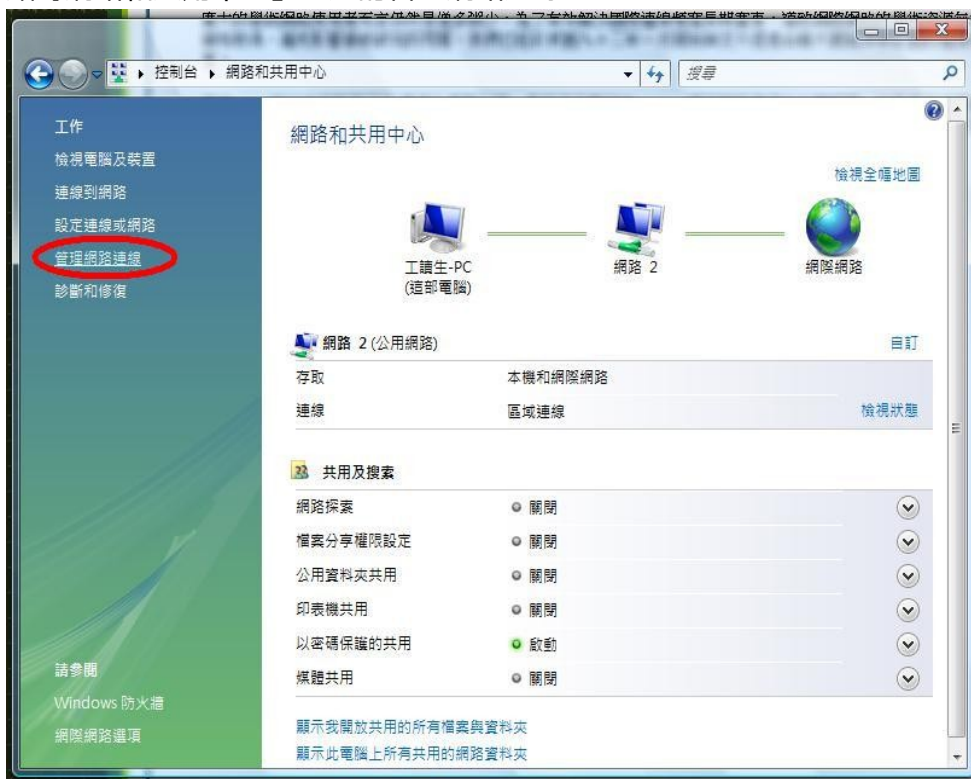 控制台 ▸ 網路和共用中心
搜尋
工作
檢視電腦及裝置
連線到網路
設定連線或網路
管理網路連線
診斷和修復
請參閱
Windows 防火牆
網際網路選項
網路和共用中心
檢視全幅地圖
工讀生-PC
(這部電腦)
網路 2
網際網路
網路 2 (公用網路)
自訂
存取 本機和網際網路
連線 區域連線 檢視狀態
共用及搜索
網路探索 關閉
檔案分享權限設定 關閉
公用資料夾共用 關閉
印表機共用 關閉
以密碼保護的共用 啟動
媒體共用 關閉
顯示我開放共用的所有檔案與資料夾
顯示此電腦上所有共用的網路資料夾